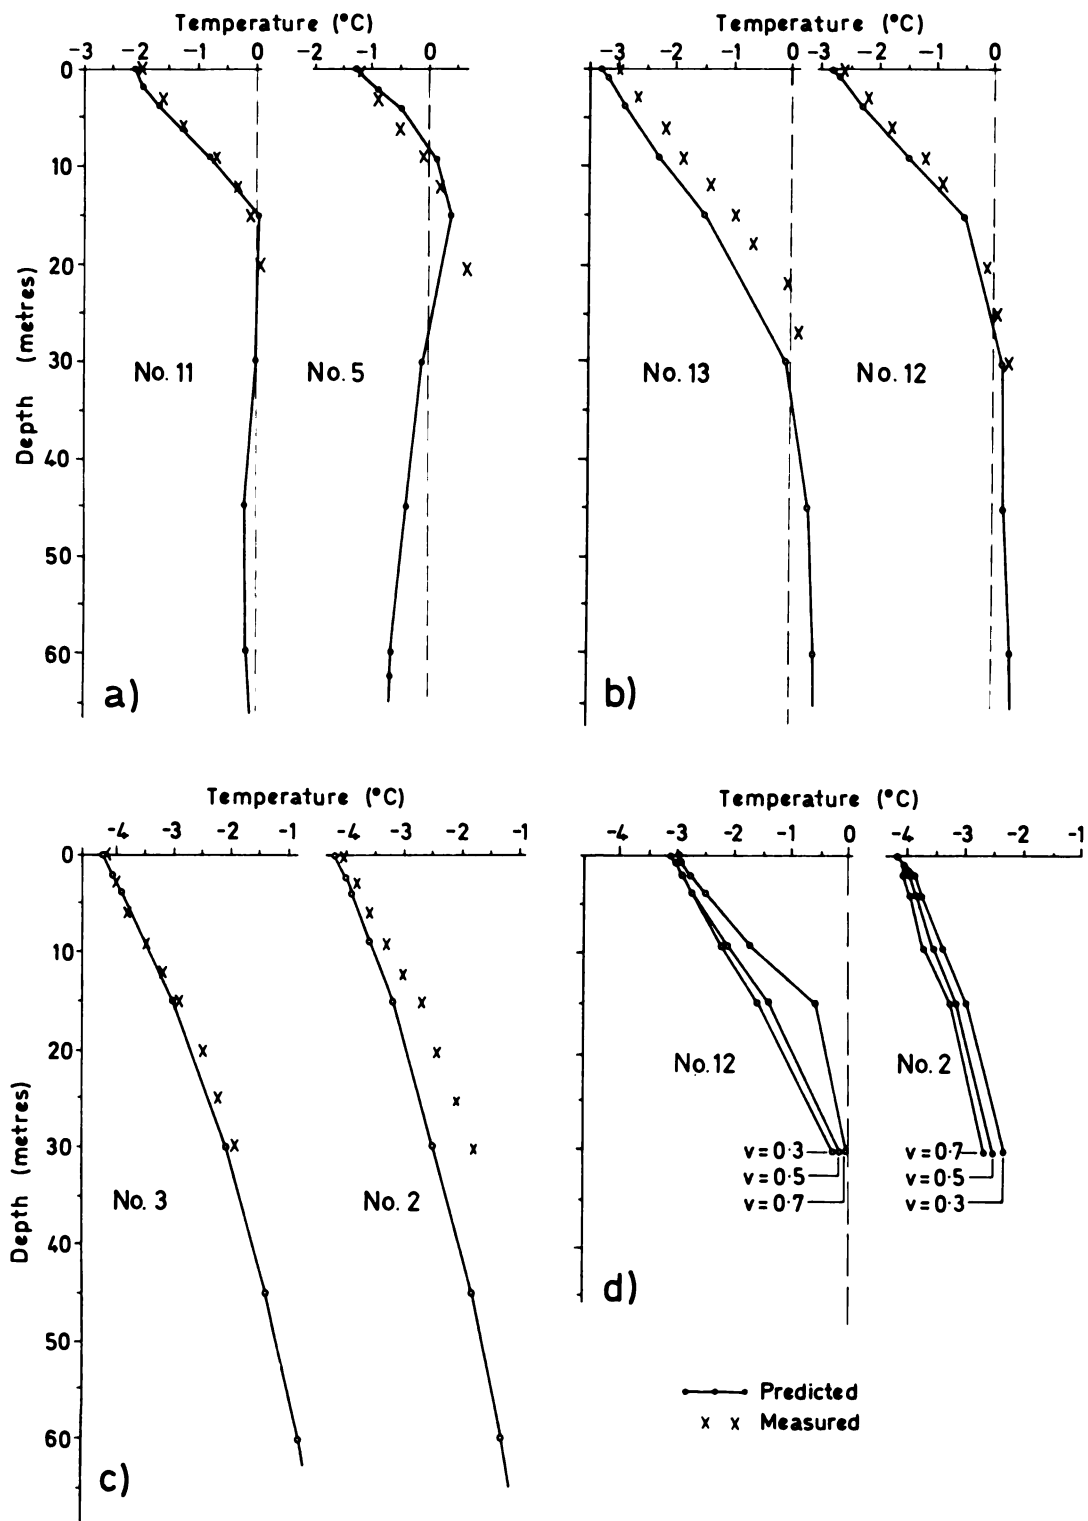 Temperature (°C)
-3 -2 -1 0 -2 -1 0
0
10
20
30
40
50
60
Depth (metres)
No. 11
No. 5
a)
Temperature (°C)
-3 -2 -1 0 -3 -2 -1 0
No. 13
No. 12
b)
Temperature (°C)
-4 -3 -2 -1 -4 -3 -2 -1
0
10
20
30
40
50
60
Depth (metres)
No. 3
No. 2
c)
Temperature (°C)
-4 -3 -2 -1 0 -4 -3 -2 -1
No. 12
No. 2
v=0·3
v=0·5
v=0·7
v=0·7
v=0·5
v=0·3
d)
Predicted
x x Measured